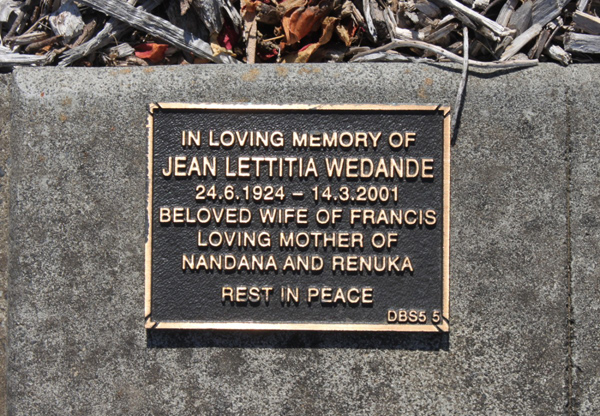 IN LOVING MEMORY OF
JEAN LETTITIA WEDANDE
24.6.1924 – 14.3.2001
BELOVED WIFE OF FRANCIS
LOVING MOTHER OF
NANDANA AND RENUKA
REST IN PEACE
DBS5 5